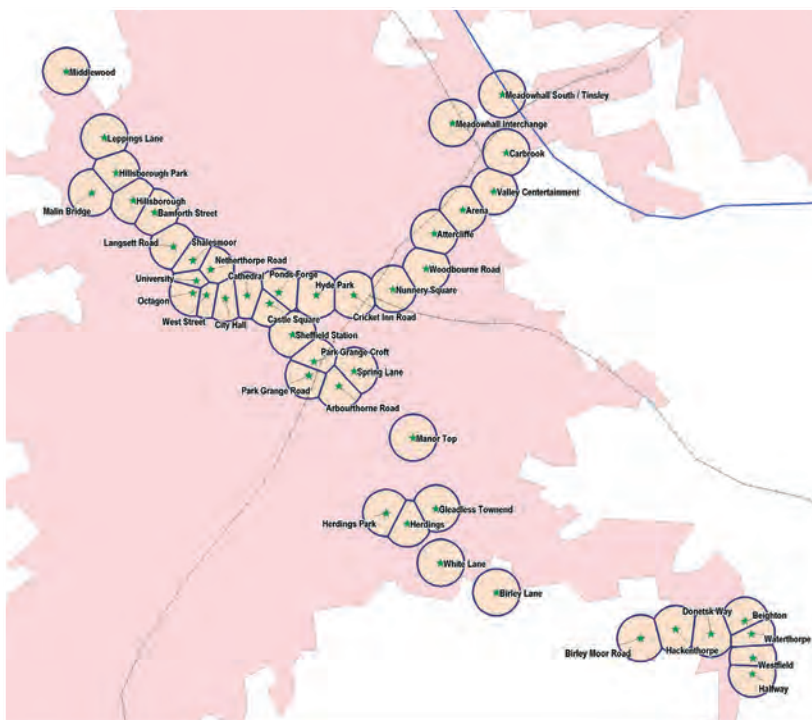 Middlewood
Meadowhall South / Tinsley
Meadowhall Interchange
Leppings Lane
Carbrook
Hillsborough Park
Valley Centertainment
Malin Bridge
Hillsborough
Bamforth Street
Arena
Attercliffe
Langsett Road
Shalesmoor
Netherthorpe Road
Woodbourne Road
University
Cathedral
Ponds Forge
Hyde Park
Nunnery Square
Octagon
West Street
City Hall
Castle Square
Cricket Inn Road
Sheffield Station
Park Grange Croft
Spring Lane
Park Grange Road
Arbourthorne Road
Manor Top
Gleadless Townend
Herdings Park
Herdings
White Lane
Birley Lane
Donetsk Way
Beighton
Waterthorpe
Birley Moor Road
Hackenthorpe
Westfield
Halfway